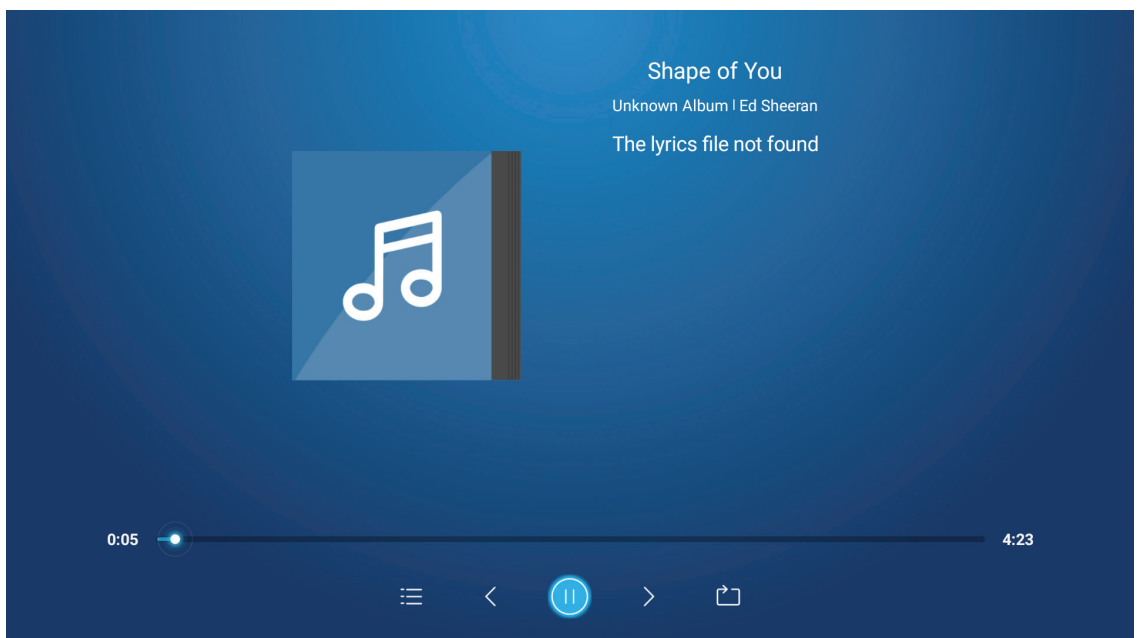 Shape of You
Unknown Album | Ed Sheeran
The lyrics file not found
0:05
4:23